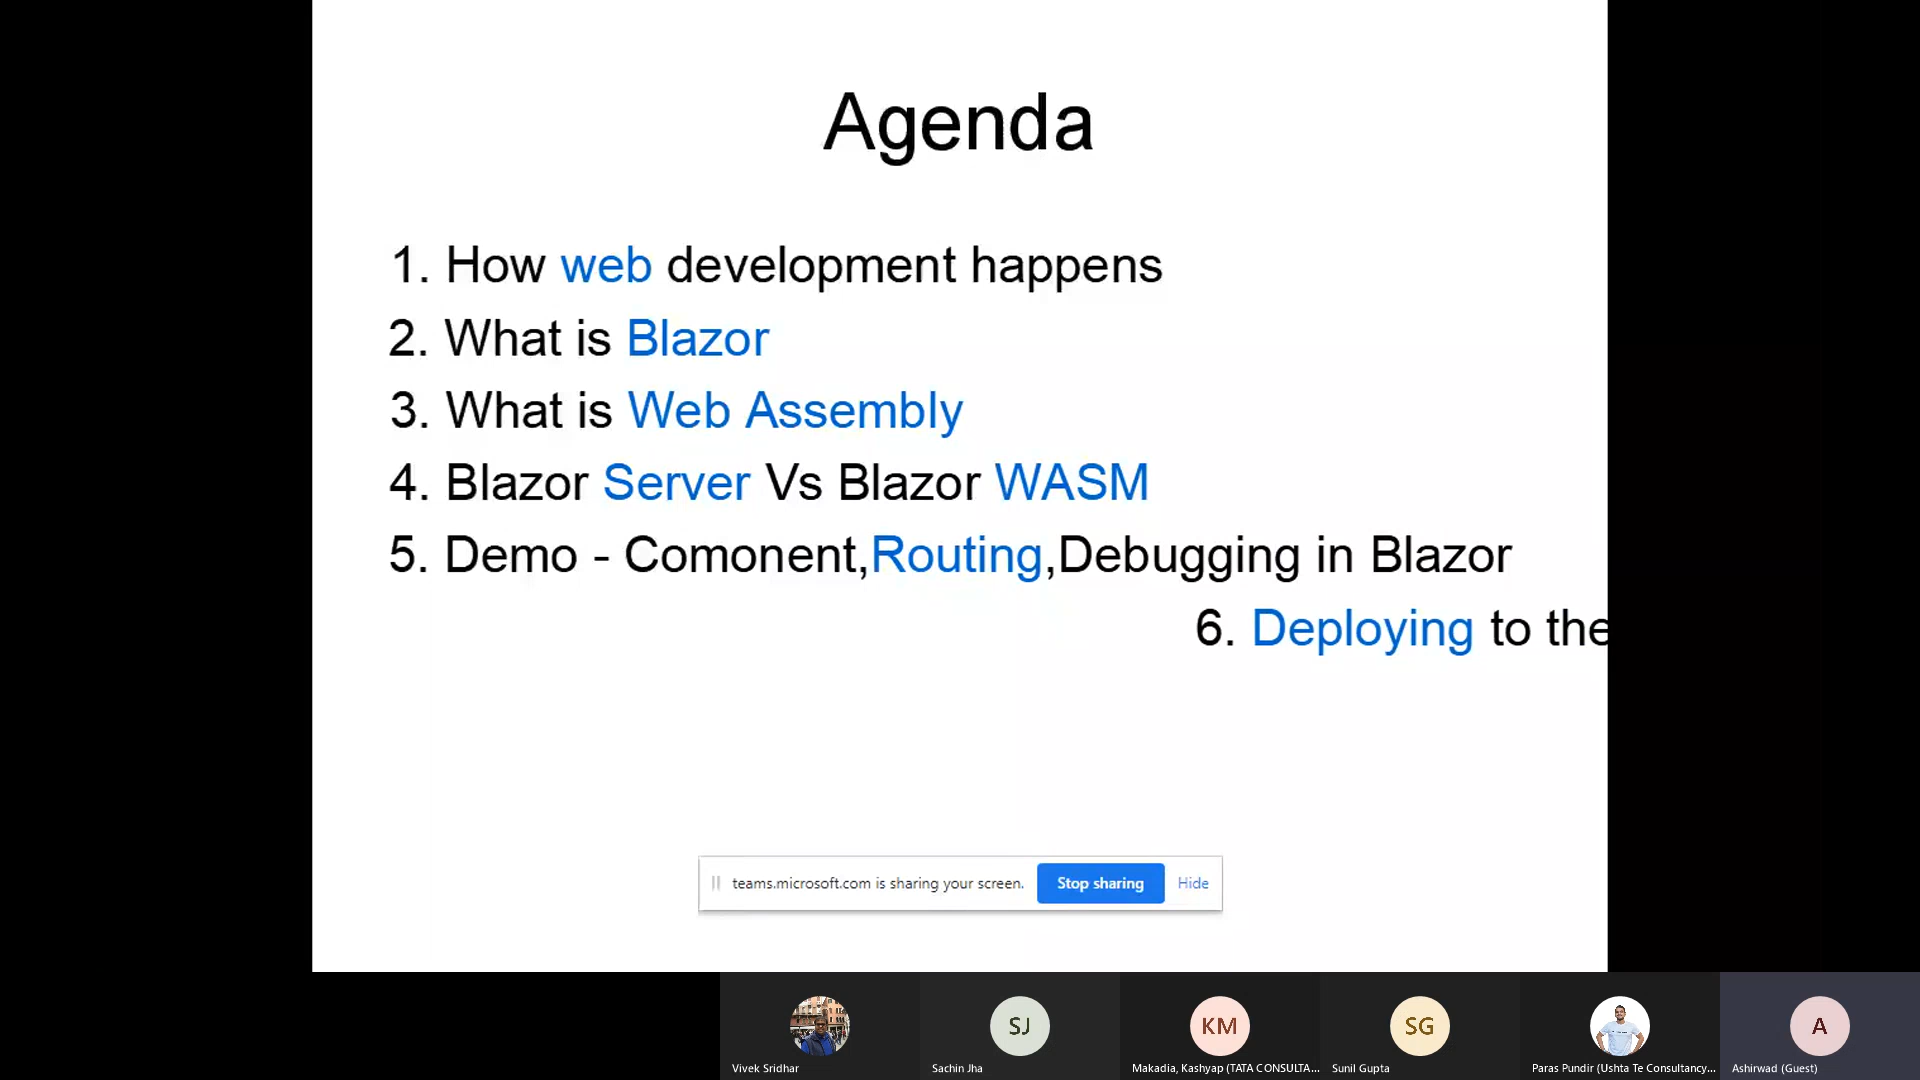 Agenda
1. How web development happens
2. What is Blazor
3. What is Web Assembly
4. Blazor Server Vs Blazor WASM
5. Demo - Comonent,Routing,Debugging in Blazor
6. Deploying to the
teams.microsoft.com is sharing your screen. Stop sharing Hide
SJ KM SG A
Vivek Sridhar Sachin Jha Makadia, Kashyap (TATA CONSULTA... Sunil Gupta Paras Pundir (Ushta Te Consultancy... Ashirwad (Guest)